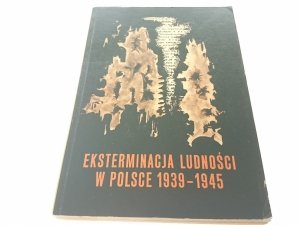 EKSTERMINACJA LUDNOŚCI
W POLSCE 1939-1945